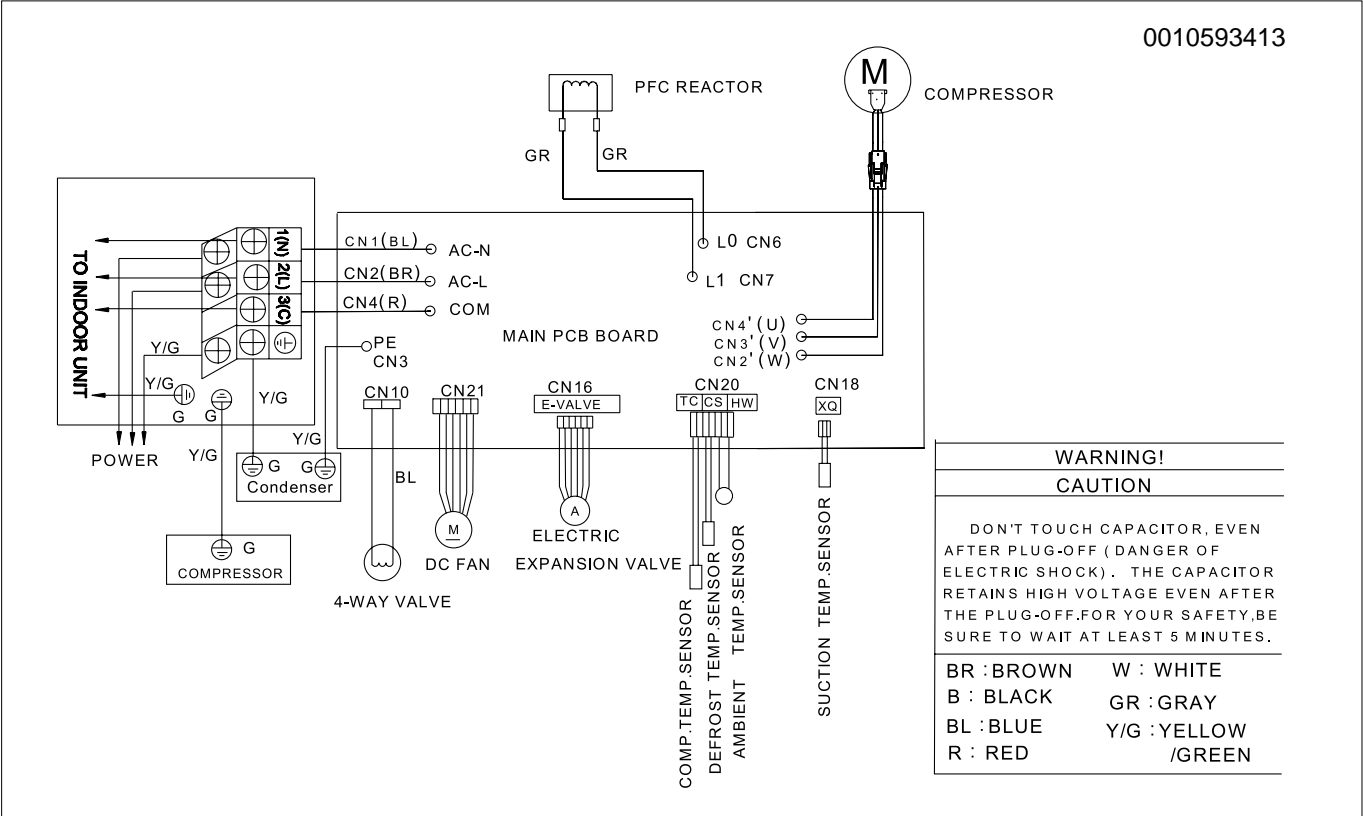 0010593413
PFC REACTOR
M
COMPRESSOR
GR
GR
TO INDOOR UNIT
1(N)
2(L)
3(C)
CN1(BL)
AC-N
CN2(BR)
AC-L
CN4(R)
COM
L0 CN6
L1 CN7
MAIN PCB BOARD
CN4'(U)
CN3'(V)
CN2'(W)
PE
CN3
Y/G
Y/G
G
G
Y/G
Y/G
Y/G
POWER
CN10
CN21
CN16
E-VALVE
CN20
TC CS HW
CN18
XQ
G
G
Condenser
BL
G
COMPRESSOR
4-WAY VALVE
M
DC FAN
A
ELECTRIC
EXPANSION VALVE
COMP.TEMP.SENSOR
DEFROST TEMP.SENSOR
AMBIENT TEMP.SENSOR
SUCTION TEMP.SENSOR
WARNING!
CAUTION
DON'T TOUCH CAPACITOR, EVEN
AFTER PLUG-OFF (DANGER OF
ELECTRIC SHOCK). THE CAPACITOR
RETAINS HIGH VOLTAGE EVEN AFTER
THE PLUG-OFF.FOR YOUR SAFETY,BE
SURE TO WAIT AT LEAST 5 MINUTES.
BR : BROWN W : WHITE
B : BLACK GR : GRAY
BL : BLUE Y/G : YELLOW
R : RED /GREEN